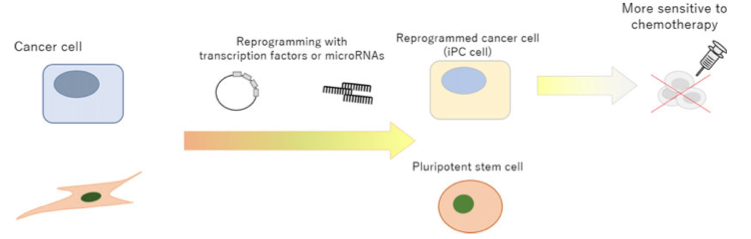 Cancer cell
Reprogramming with
transcription factors or microRNAs
Reprogrammed cancer cell
(iPC cell)
More sensitive to
chemotherapy
Pluripotent stem cell